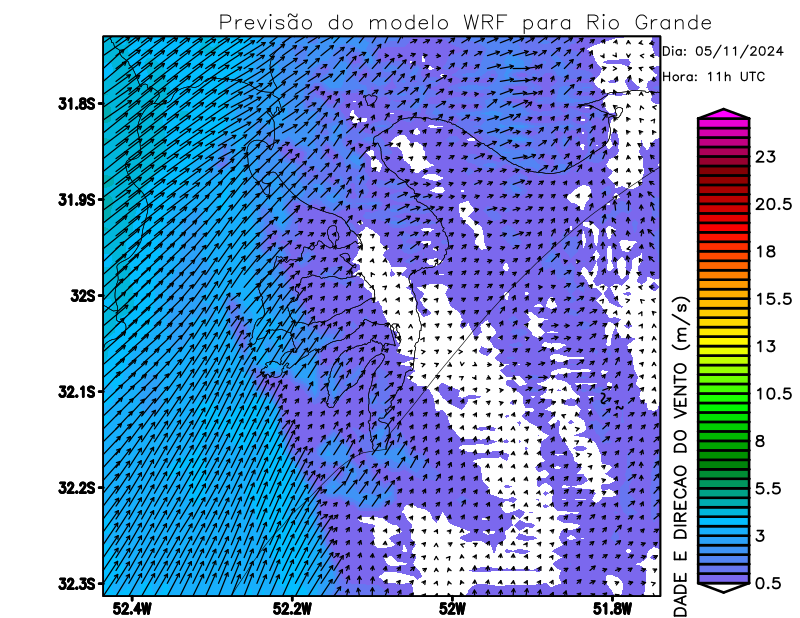 Previsão do modelo WRF para Rio Grande
Dia: 05/11/2024
Hora: 11h UTC
31.8S
31.9S
32S
32.1S
32.2S
32.3S
52.4W
52.2W
52W
51.8W
23
20.5
18
15.5
13
10.5
8
5.5
3
0.5
DADE E DIRECAO DO VENTO (m/s)